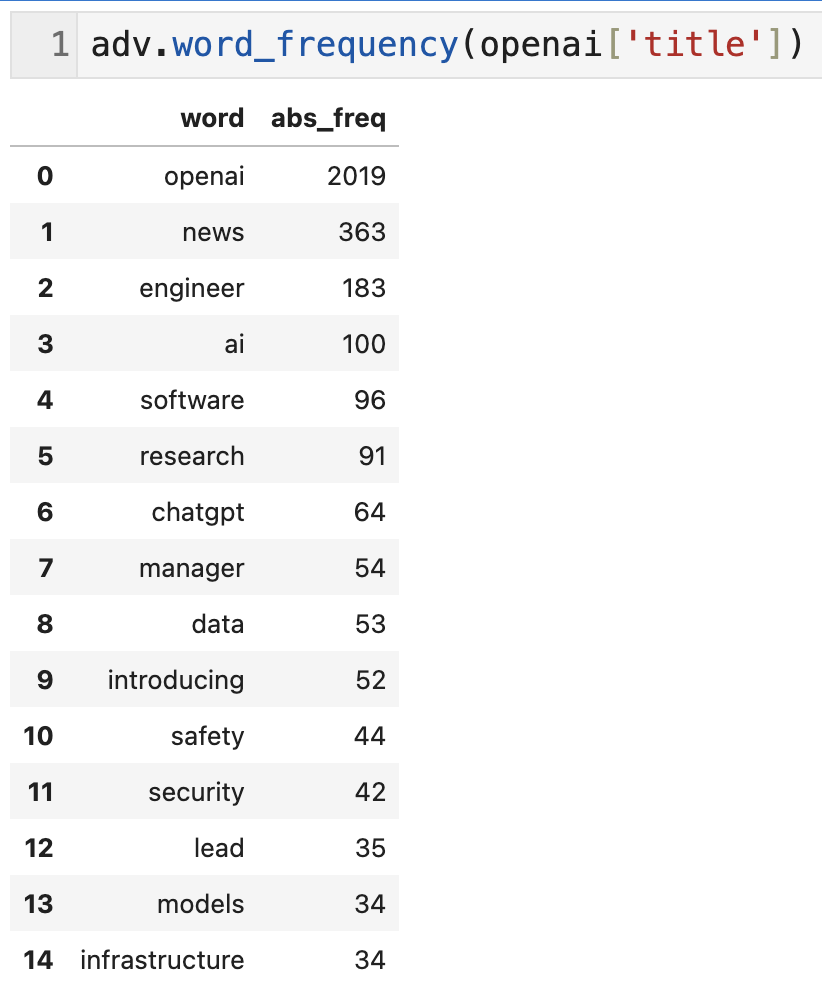 1 adv.word_frequency(openai['title'])
word abs_freq
0 openai 2019
1 news 363
2 engineer 183
3 ai 100
4 software 96
5 research 91
6 chatgpt 64
7 manager 54
8 data 53
9 introducing 52
10 safety 44
11 security 42
12 lead 35
13 models 34
14 infrastructure 34